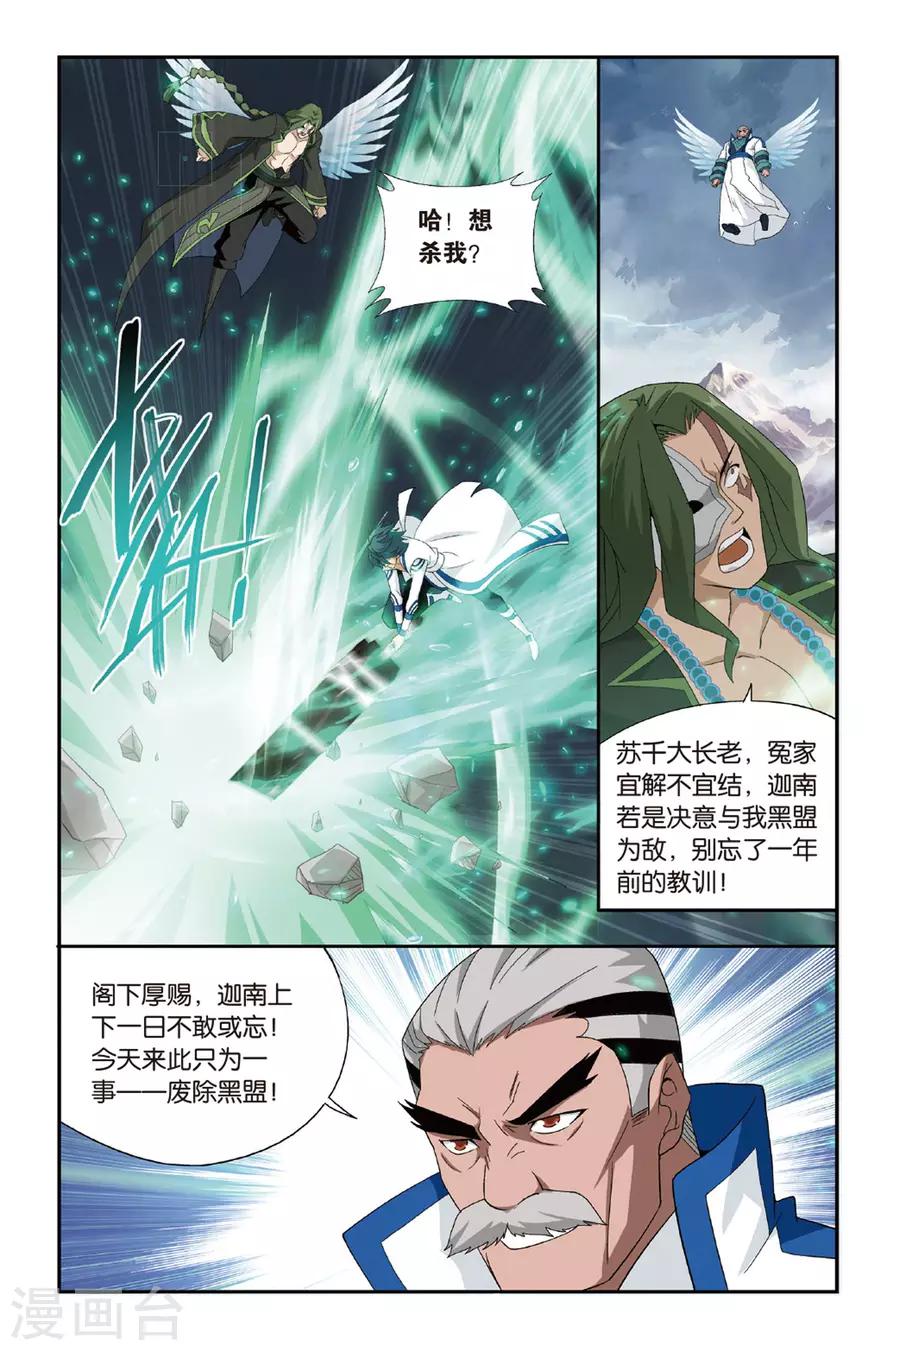 哈！想
杀我？
苏千大长老，冤家
宜解不宜结，迦南
若是决意与我黑盟
为敌，别忘了一年
前的教训！
阁下厚赐，迦南上
下一日不敢或忘！
今天来此只为一
事——废除黑盟！
漫画台